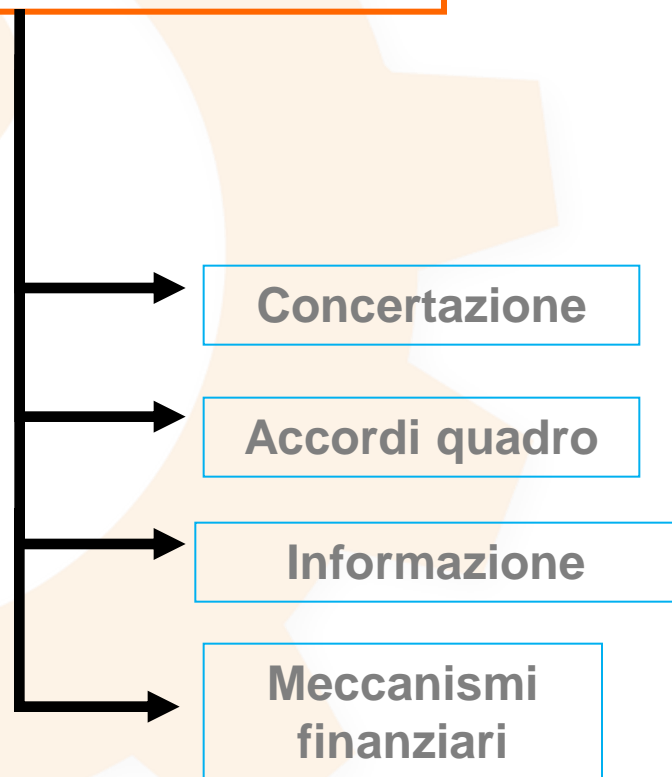 Concertazione
Accordi quadro
Informazione
Meccanismi
finanziari